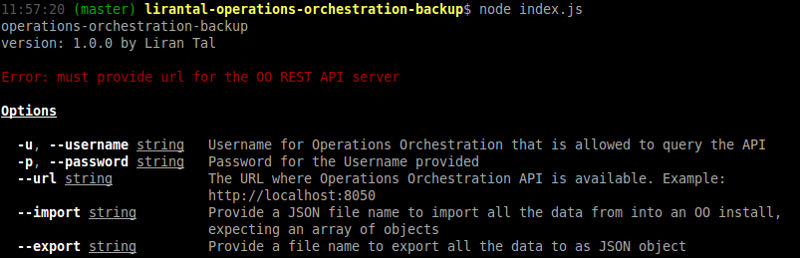 11:57:20 (master) lirantal-operations-orchestration-backup$ node index.js
operations-orchestration-backup
version: 1.0.0 by Liran Tal
Error: must provide url for the OO REST API server
Options
-u, --username string Username for Operations Orchestration that is allowed to query the API
-p, --password string Password for the Username provided
--url string The URL where Operations Orchestration API is available. Example:
http://localhost:8050
--import string Provide a JSON file name to import all the data from into an OO install,
expecting an array of objects
--export string Provide a file name to export all the data to as JSON object